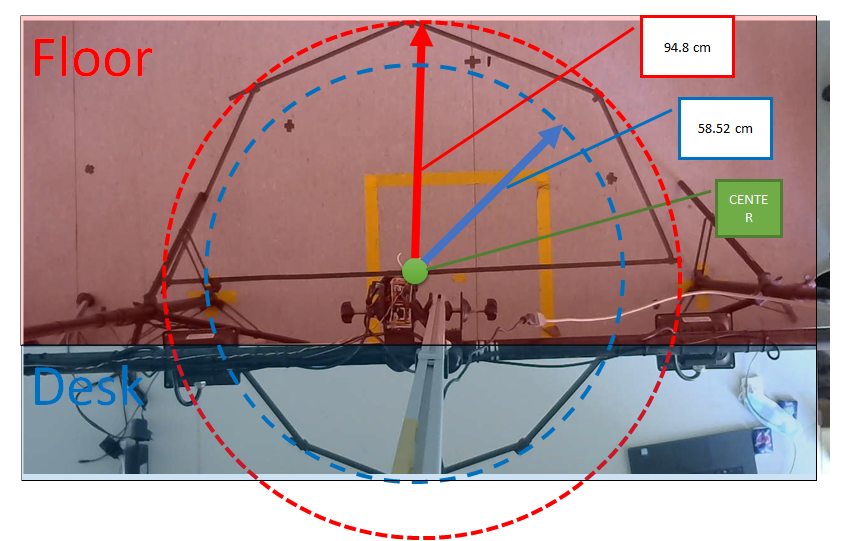 Floor
94.8 cm
58.52 cm
CENTE
R
Desk